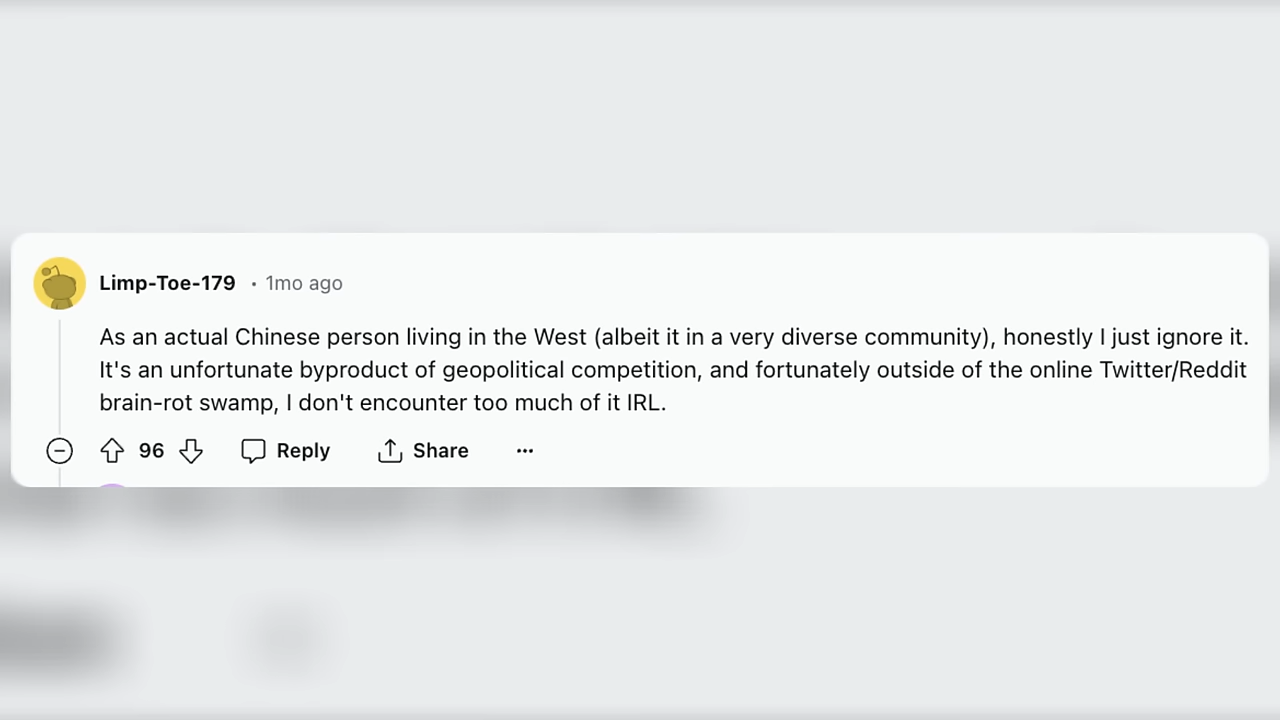 Limp-Toe-179 • 1mo ago
As an actual Chinese person living in the West (albeit it in a very diverse community), honestly I just ignore it.
It's an unfortunate byproduct of geopolitical competition, and fortunately outside of the online Twitter/Reddit
brain-rot swamp, I don't encounter too much of it IRL.
96 Reply Share ···